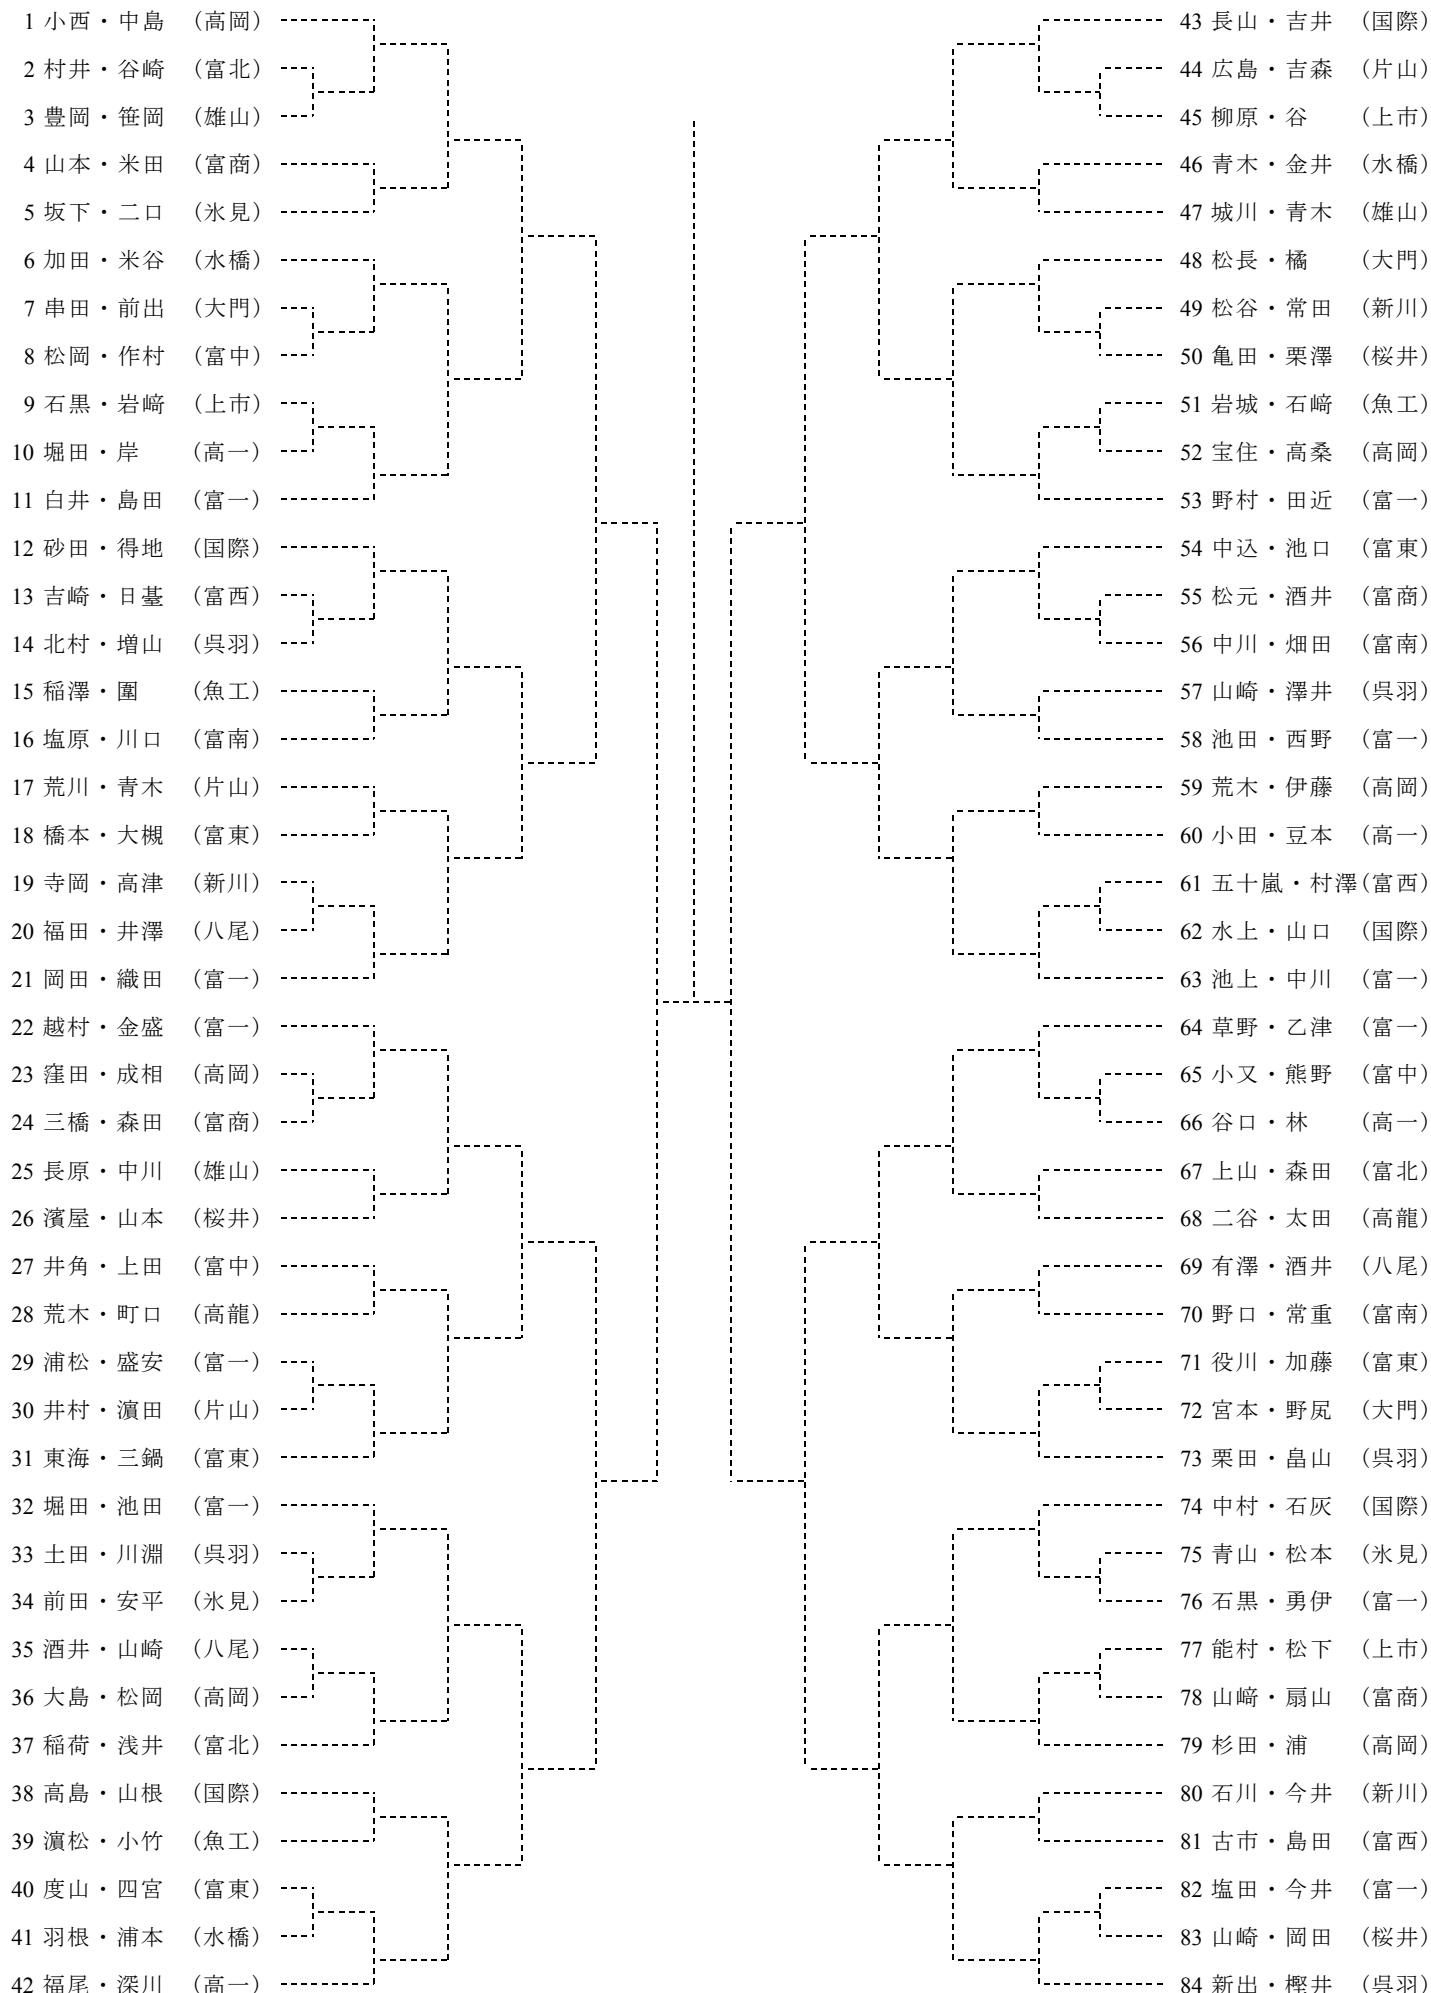 1 小西・中島 （高岡）
2 村井・谷崎 （富北）
3 豊岡・笹岡 （雄山）
4 山本・米田 （富商）
5 坂下・二口 （氷見）
6 加田・米谷 （水橋）
7 串田・前出 （大門）
8 松岡・作村 （富中）
9 石黒・岩﨑 （上市）
10 堀田・岸 （高一）
11 白井・島田 （富一）
12 砂田・得地 （国際）
13 吉崎・日䑓 （富西）
14 北村・増山 （呉羽）
15 稲澤・圍 （魚工）
16 塩原・川口 （富南）
17 荒川・青木 （片山）
18 橋本・大槻 （富東）
19 寺岡・高津 （新川）
20 福田・井澤 （八尾）
21 岡田・織田 （富一）
22 越村・金盛 （富一）
23 窪田・成相 （高岡）
24 三橋・森田 （富商）
25 長原・中川 （雄山）
26 濱屋・山本 （桜井）
27 井角・上田 （富中）
28 荒木・町口 （高龍）
29 浦松・盛安 （富一）
30 井村・濵田 （片山）
31 東海・三鍋 （富東）
32 堀田・池田 （富一）
33 土田・川淵 （呉羽）
34 前田・安平 （氷見）
35 酒井・山崎 （八尾）
36 大島・松岡 （高岡）
37 稲荷・浅井 （富北）
38 高島・山根 （国際）
39 濵松・小竹 （魚工）
40 度山・四宮 （富東）
41 羽根・浦本 （水橋）
42 福尾・深川 （高一）
43 長山・吉井 （国際）
44 広島・吉森 （片山）
45 柳原・谷 （上市）
46 青木・金井 （水橋）
47 城川・青木 （雄山）
48 松長・橘 （大門）
49 松谷・常田 （新川）
50 亀田・栗澤 （桜井）
51 岩城・石﨑 （魚工）
52 宝住・高桑 （高岡）
53 野村・田近 （富一）
54 中込・池口 （富東）
55 松元・酒井 （富商）
56 中川・畑田 （富南）
57 山崎・澤井 （呉羽）
58 池田・西野 （富一）
59 荒木・伊藤 （高岡）
60 小田・豆本 （高一）
61 五十嵐・村澤（富西）
62 水上・山口 （国際）
63 池上・中川 （富一）
64 草野・乙津 （富一）
65 小又・熊野 （富中）
66 谷口・林 （高一）
67 上山・森田 （富北）
68 二谷・太田 （高龍）
69 有澤・酒井 （八尾）
70 野口・常重 （富南）
71 役川・加藤 （富東）
72 宮本・野尻 （大門）
73 栗田・畠山 （呉羽）
74 中村・石灰 （国際）
75 青山・松本 （氷見）
76 石黒・勇伊 （富一）
77 能村・松下 （上市）
78 山﨑・扇山 （富商）
79 杉田・浦 （高岡）
80 石川・今井 （新川）
81 古市・島田 （富西）
82 塩田・今井 （富一）
83 山崎・岡田 （桜井）
84 新出・樫井 （呉羽）